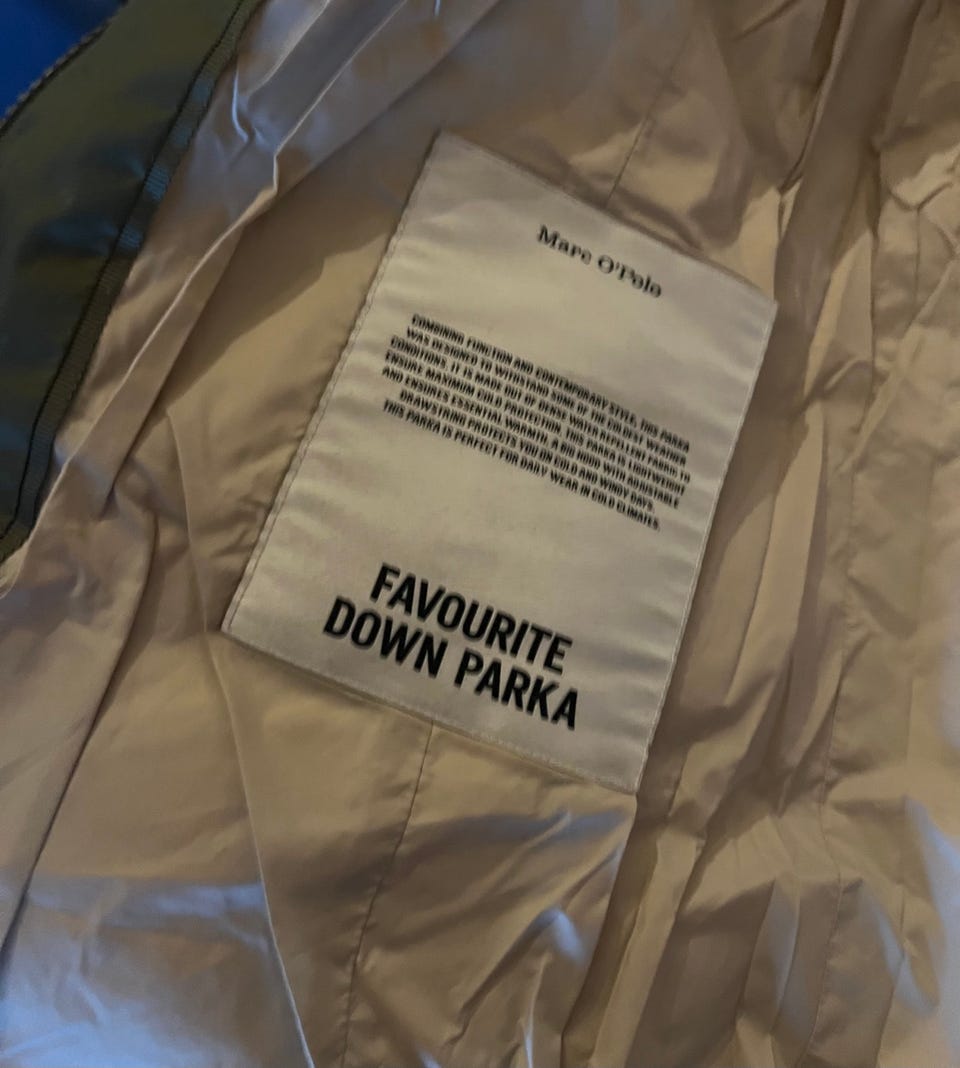 Marc O'Polo
COMBINING FUNCTION AND CONTEMPORARY STYLE, THIS PARKA
WAS DESIGNED TO WITHSTAND SOME OF THE COLDEST WEATHER
CONDITIONS. IT IS MADE OUT OF DENSE, WATER-REPELLENT FABRIC TO
ENSURE MAXIMUM COLD PROTECTION. THIS PARKA IS LIGHTWEIGHT
AND ENSURES ESSENTIAL WARMTH. A BIG HOOD WITH ADJUSTABLE
DRAWSTRING PROTECTS YOU ON COLD AND WINDY DAYS.
THIS PARKA IS PERFECT FOR DAILY WEAR IN COLD CLIMATES.
FAVOURITE
DOWN PARKA